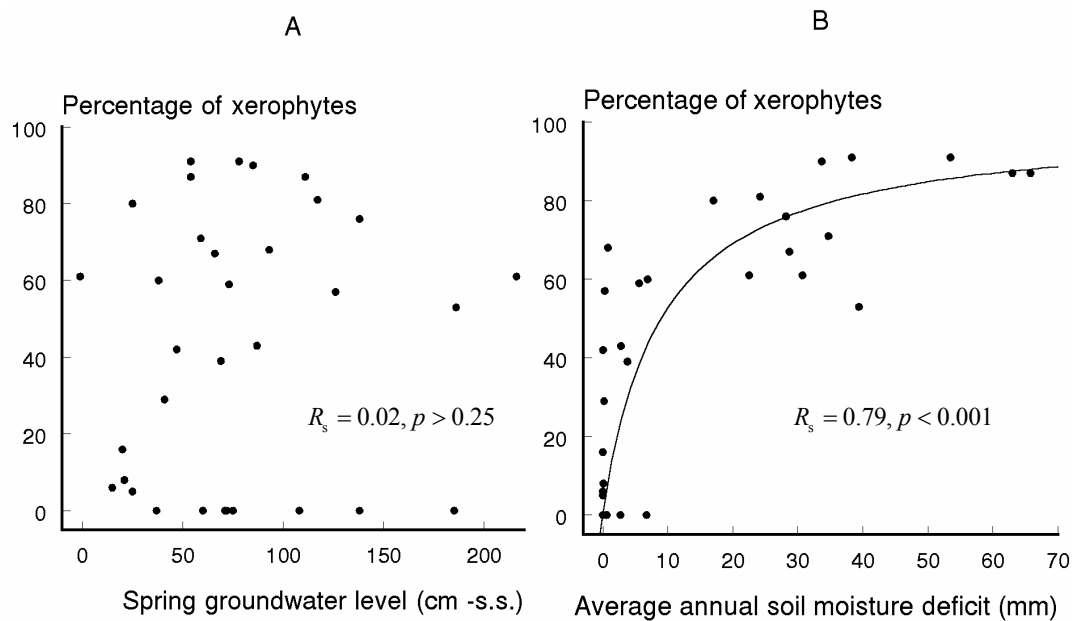 A
Percentage of xerophytes
100
80
60
40
20
0
Rs = 0.02, p > 0.25
0 50 100 150 200
Spring groundwater level (cm -s.s.)
B
Percentage of xerophytes
100
80
60
40
20
0
Rs = 0.79, p < 0.001
0 10 20 30 40 50 60 70
Average annual soil moisture deficit (mm)